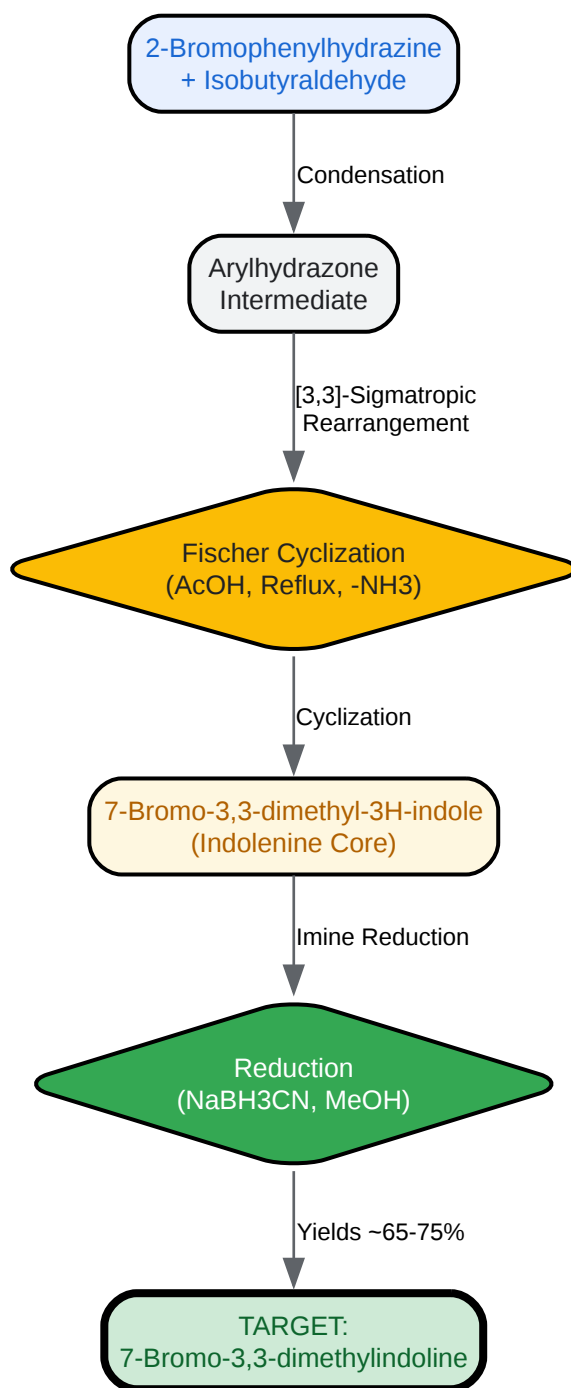 2-Bromophenylhydrazine
+ Isobutyraldehyde
Condensation
Arylhydrazone
Intermediate
[3,3]-Sigmatropic
Rearrangement
Fischer Cyclization
(AcOH, Reflux, -NH3)
Cyclization
7-Bromo-3,3-dimethyl-3H-indole
(Indolenine Core)
Imine Reduction
Reduction
(NaBH3CN, MeOH)
Yields ~65-75%
TARGET:
7-Bromo-3,3-dimethylindoline